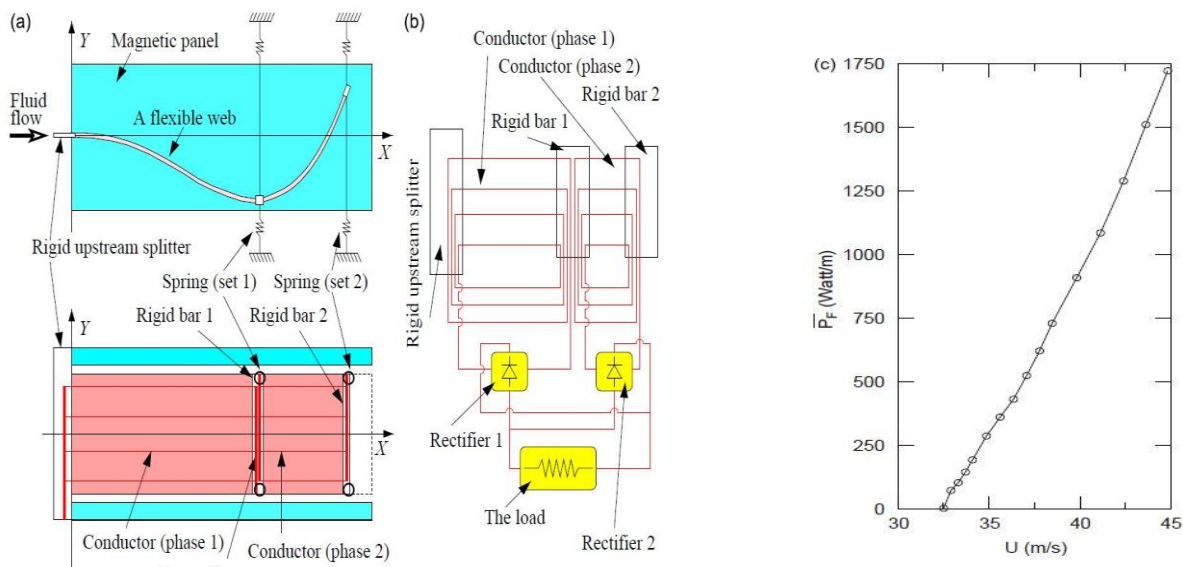 (a)
Y
Magnetic panel
Fluid
flow
A flexible web
X
Rigid upstream splitter
Spring (set 1)
Spring (set 2)
Rigid bar 1
Rigid bar 2
Y
X
Conductor (phase 1)
Conductor (phase 2)
(b)
Conductor (phase 1)
Conductor (phase 2)
Rigid bar 2
Rigid bar 1
Rigid upstream splitter
Rectifier 1
The load
Rectifier 2
(c)
1750
1500
1250
1000
750
500
250
0
P̅F (Watt/m)
30
35
40
45
U (m/s)